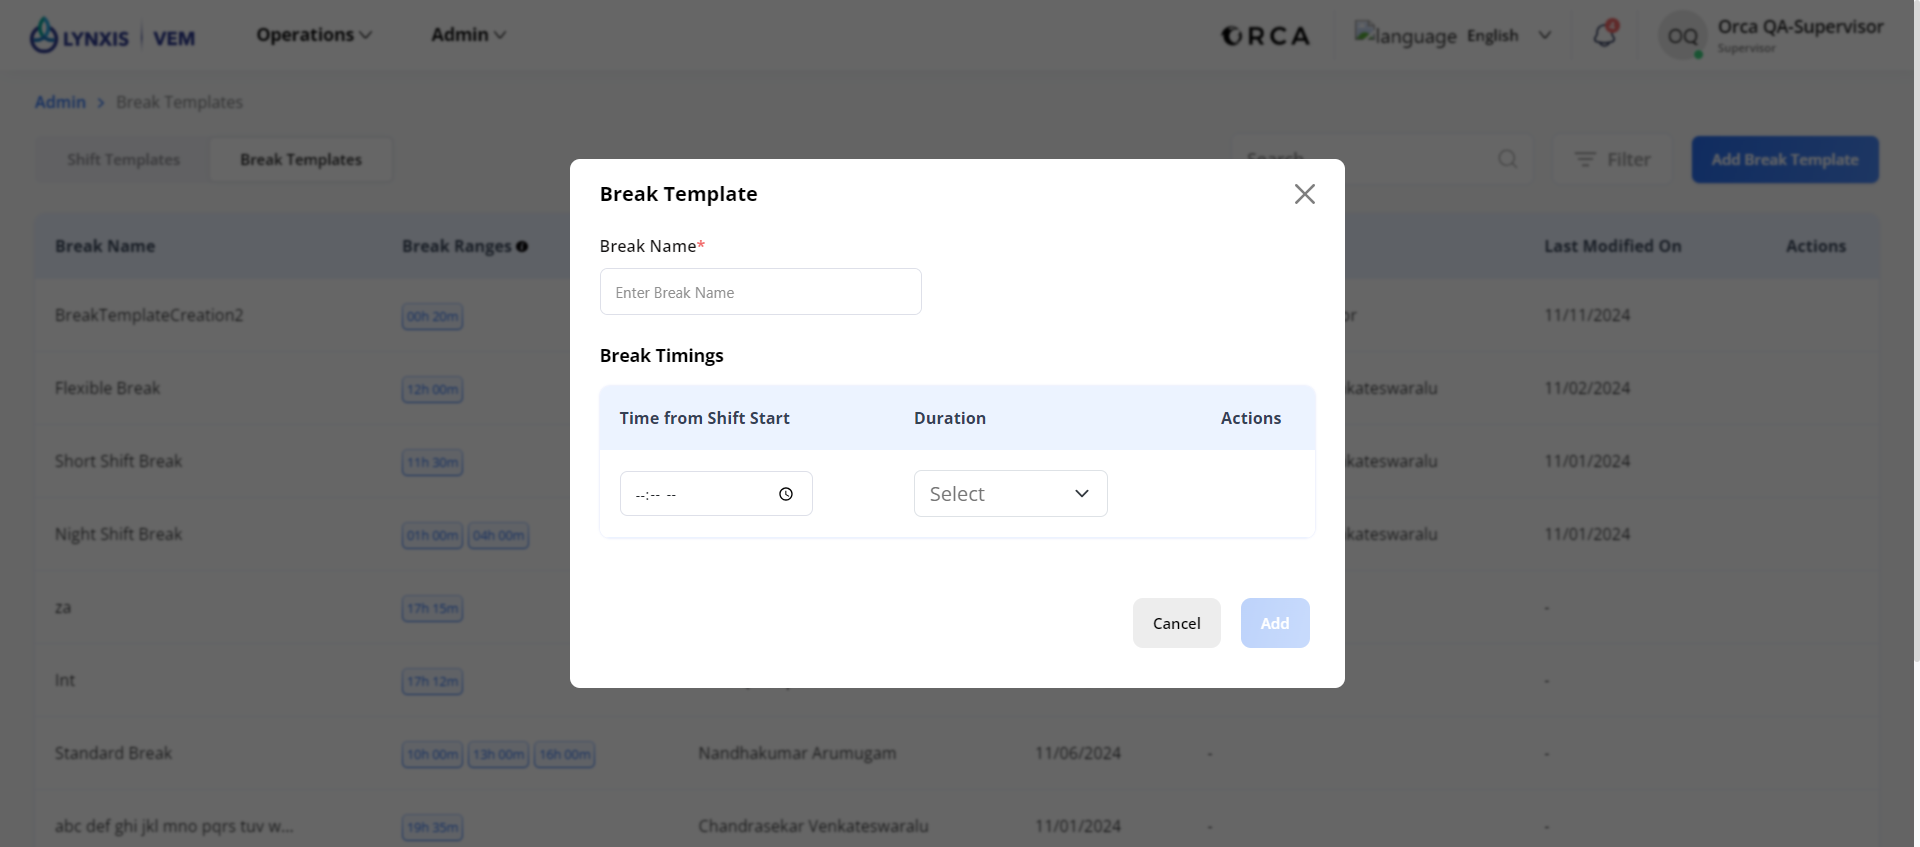 LYNXIS | VEM
Operations
Admin
ORCA
language
English
4
OQ
Orca QA-Supervisor
Supervisor
Admin > Break Templates
Shift Templates
Break Templates
Search
Filter
Add Break Template
Break Name
Break Ranges
Last Modified On
Actions
BreakTemplateCreation2
00h 20m
or
11/11/2024
Flexible Break
12h 00m
kateswaralu
11/02/2024
Short Shift Break
11h 30m
kateswaralu
11/01/2024
Night Shift Break
01h 00m
04h 00m
kateswaralu
11/01/2024
za
17h 15m
-
Int
17h 12m
-
Standard Break
10h 00m
13h 00m
16h 00m
Nandhakumar Arumugam
11/06/2024
-
-
abc def ghi jkl mno pqrs tuv w...
19h 35m
Chandrasekar Venkateswaralu
11/01/2024
-
-
Break Template
Break Name*
Enter Break Name
Break Timings
Time from Shift Start
Duration
Actions
--:-- --
Select
Cancel
Add